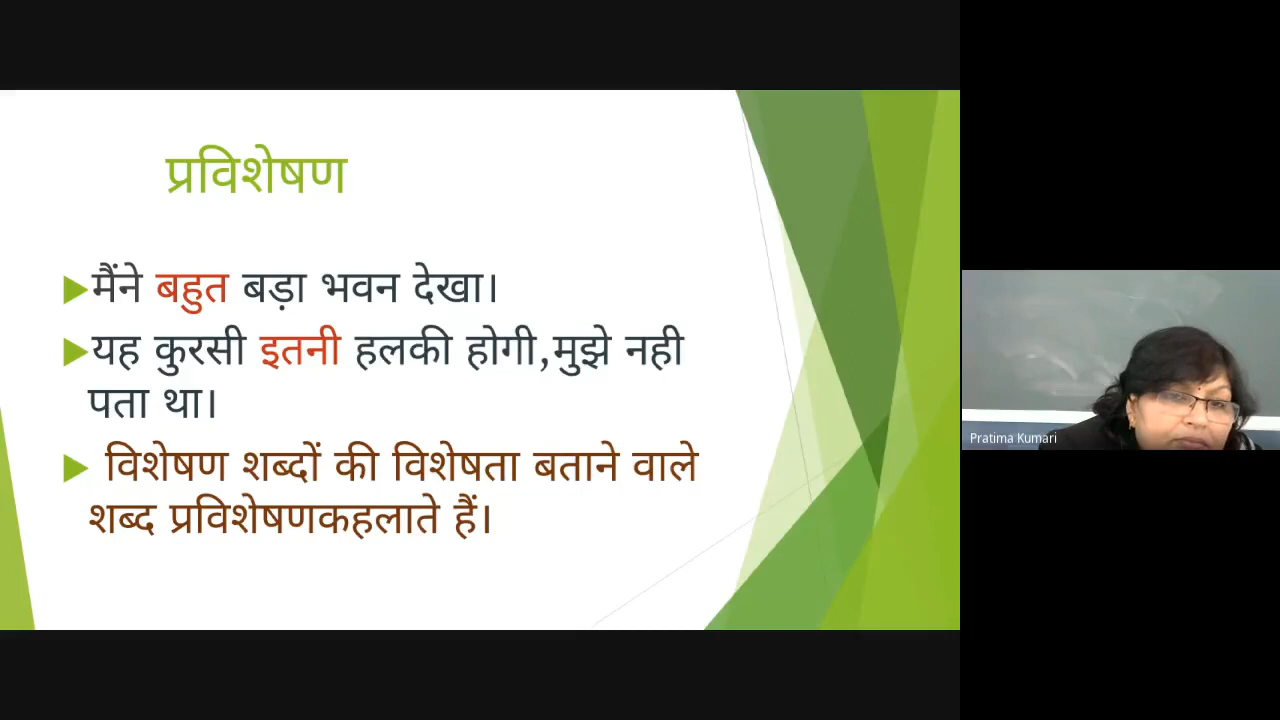 प्रविशेषण
मैंने बहुत बड़ा भवन देखा।
यह कुरसी इतनी हलकी होगी,मुझे नही
पता था।
विशेषण शब्दों की विशेषता बताने वाले
शब्द प्रविशेषणकहलाते हैं।
Pratima Kumari